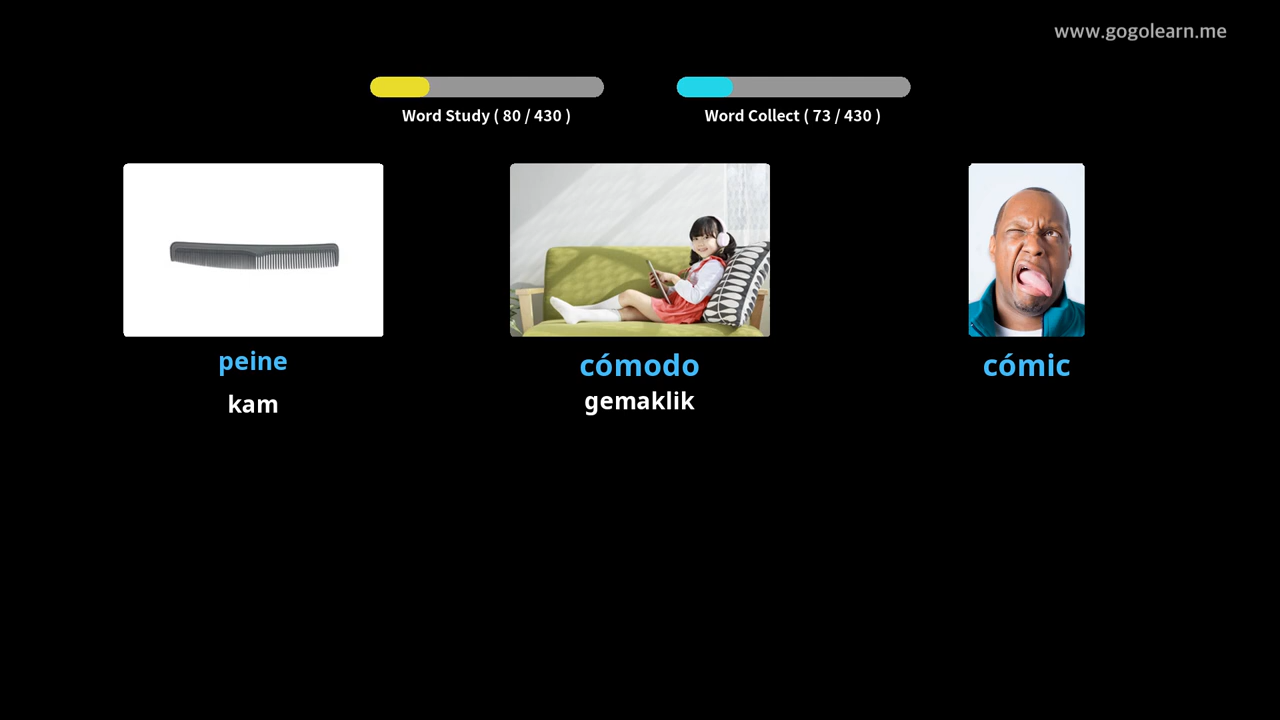 www.gogolearn.me
Word Study ( 80 / 430 )
Word Collect ( 73 / 430 )
peine
kam
cómodo
gemaklik
cómic